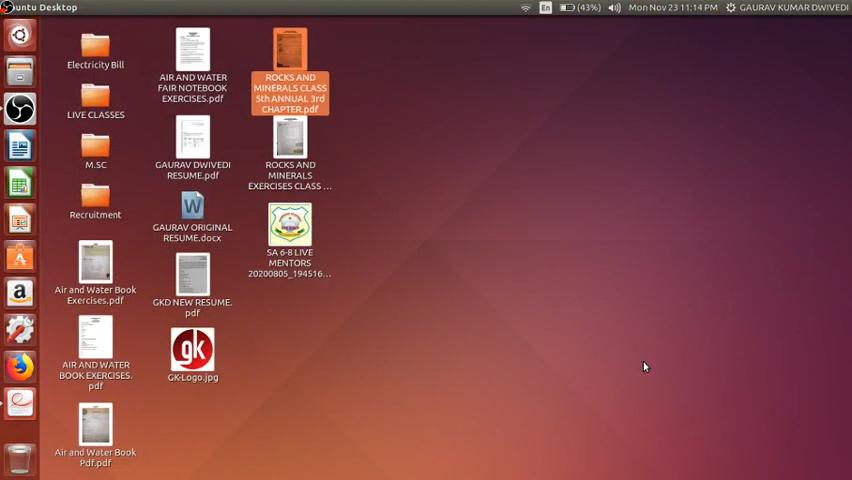 untu Desktop
En
(43%)
Mon Nov 23 11:14 PM
GAURAV KUMAR DWIVEDI
Electricity Bill
LIVE CLASSES
M.SC
Recruitment
Air and Water Book
Exercises.pdf
AIR AND WATER
BOOK EXERCISES.
pdf
Air and Water Book
Pdf.pdf
AIR AND WATER
FAIR NOTEBOOK
EXERCISES.pdf
GAURAV DWIVEDI
RESUME.pdf
W
GAURAV ORIGINAL
RESUME.docx
GKD NEW RESUME.
pdf
gk
GK-Logo.jpg
ROCKS AND
MINERALS CLASS
5th ANNUAL 3rd
CHAPTER.pdf
ROCKS AND
MINERALS
EXERCISES CLASS ...
SA 6-8 LIVE
MENTORS
20200805_194516...